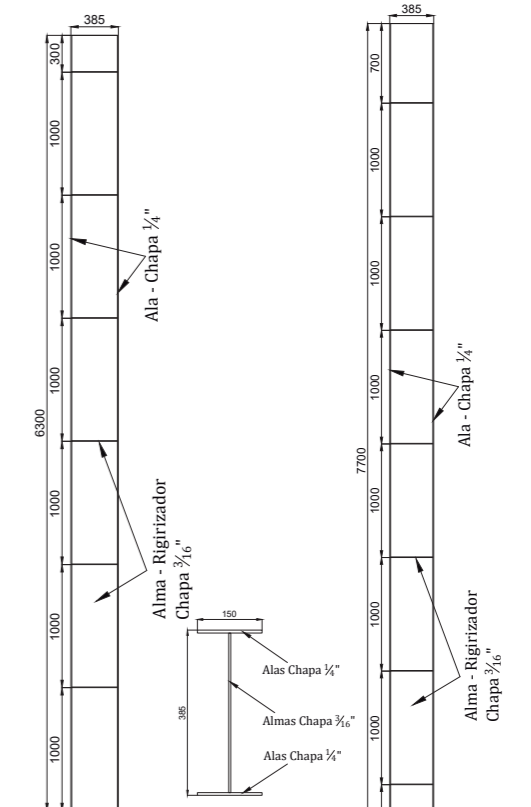 385
300
1000
1000
1000
1000
1000
1000
6300
Ala - Chapa ¼"
Alma - Rigirizador
Chapa ³⁄₁₆"
150
385
Alas Chapa ¼"
Almas Chapa ³⁄₁₆"
Alas Chapa ¼"
385
700
1000
1000
1000
1000
1000
1000
7700
Ala - Chapa ¼"
Alma - Rigirizador
Chapa ³⁄₁₆"